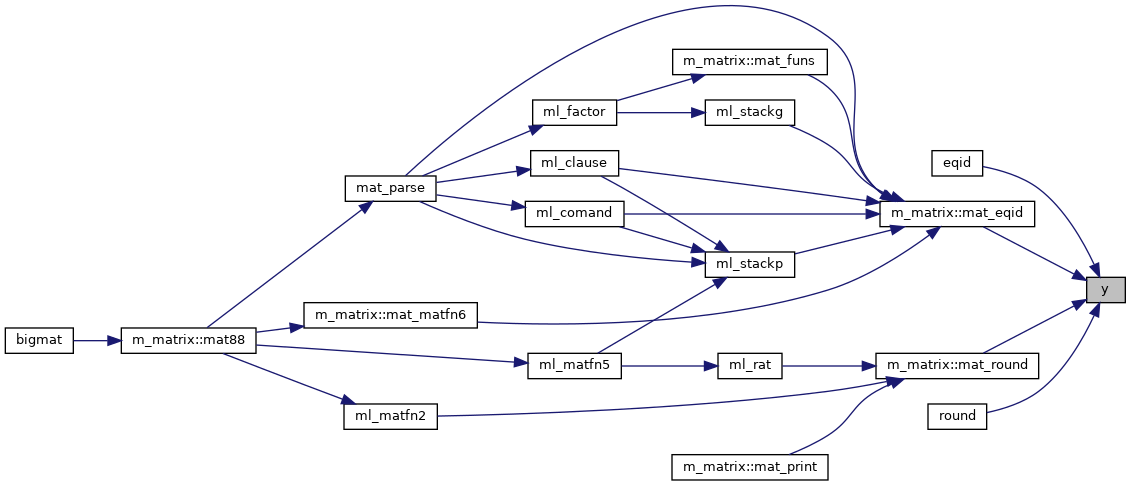 m_matrix::mat_funs
ml_factor
ml_stackg
ml_clause
eqid
mat_parse
ml_comand
m_matrix::mat_eqid
ml_stackp
y
m_matrix::mat_matfn6
bigmat
m_matrix::mat88
ml_matfn5
ml_rat
m_matrix::mat_round
ml_matfn2
round
m_matrix::mat_print